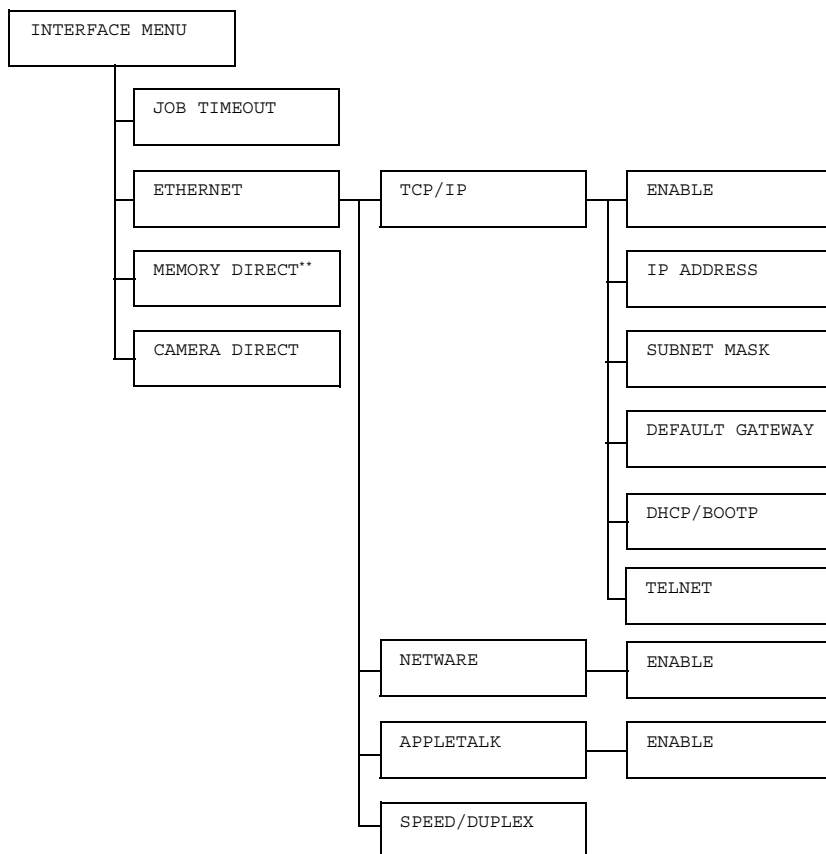 INTERFACE MENU
JOB TIMEOUT
ETHERNET
TCP/IP
ENABLE
MEMORY DIRECT**
IP ADDRESS
CAMERA DIRECT
SUBNET MASK
DEFAULT GATEWAY
DHCP/BOOTP
TELNET
NETWARE
ENABLE
APPLETALK
ENABLE
SPEED/DUPLEX